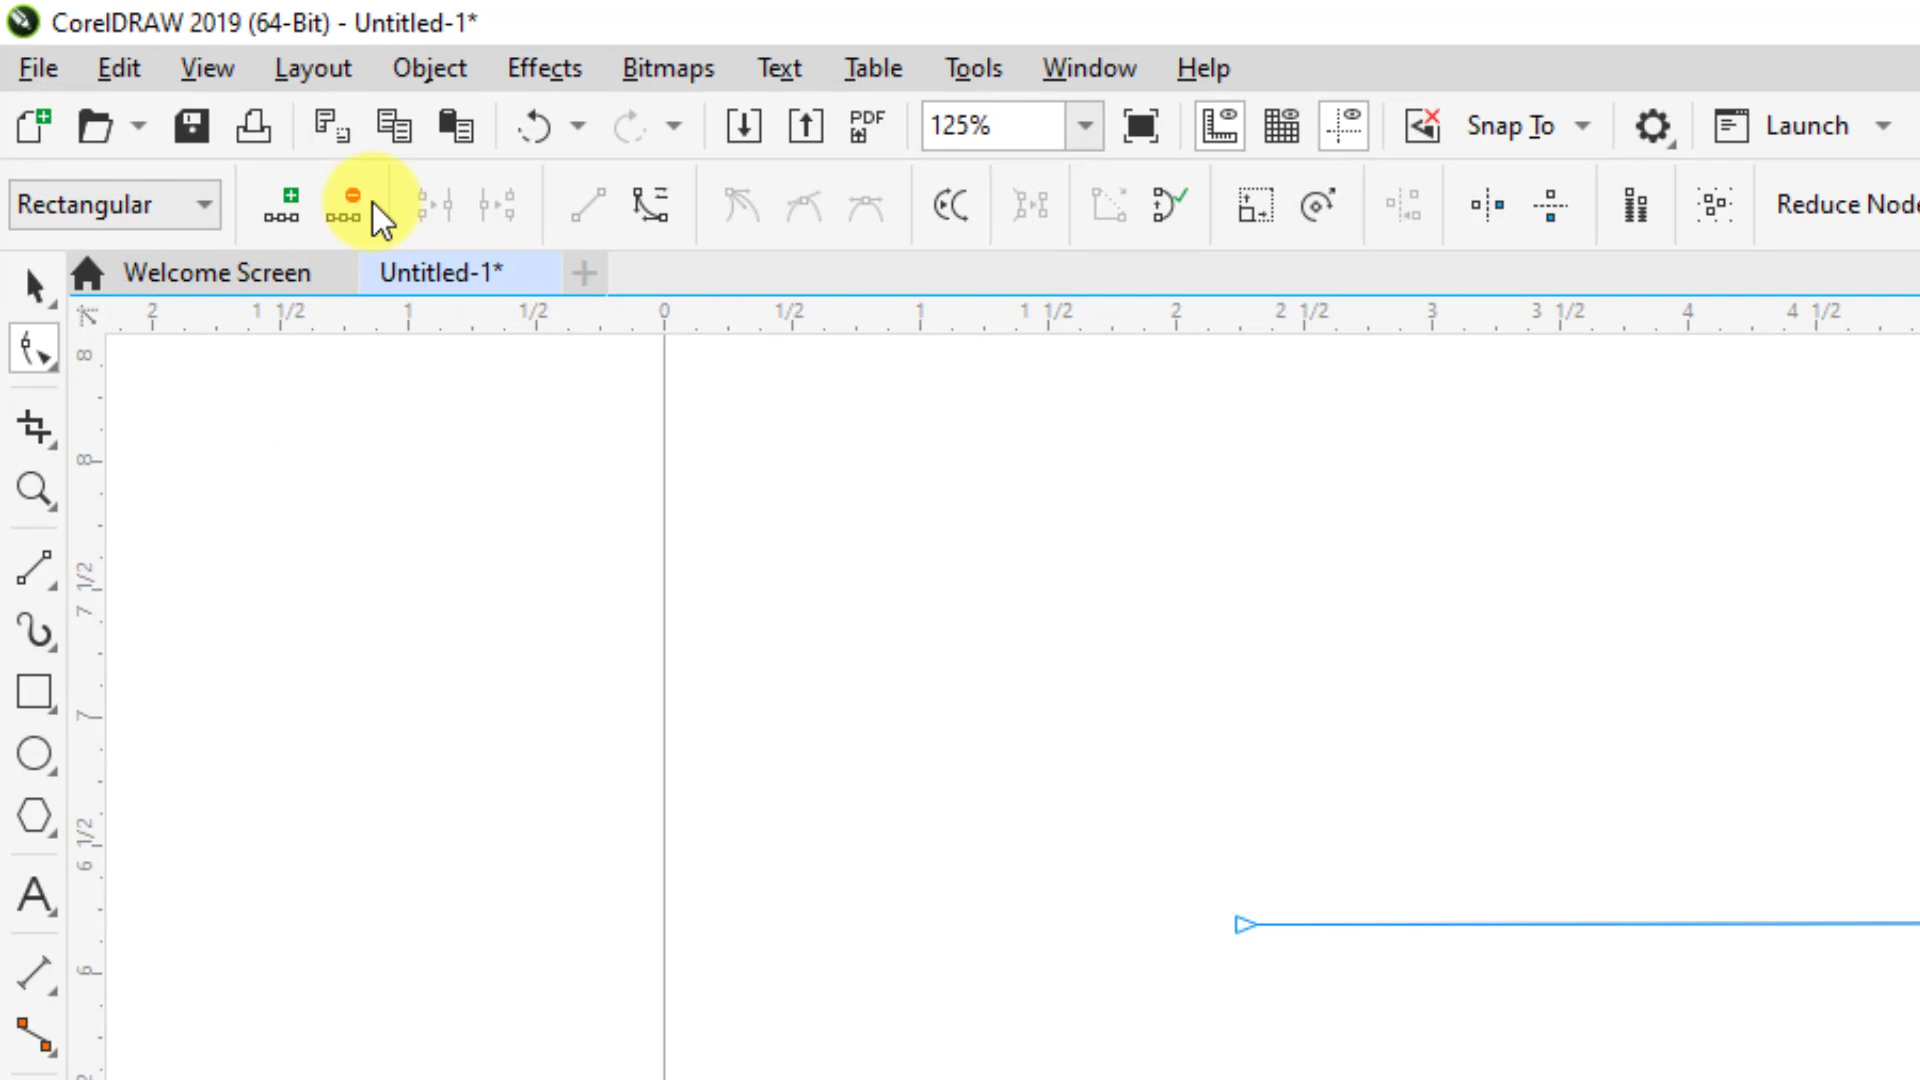 CorelDRAW 2019 (64-Bit) - Untitled-1*
File Edit View Layout Object Effects Bitmaps Text Table Tools Window Help
PDF 125% Snap To Launch
Rectangular Reduce Node
Welcome Screen Untitled-1*
2 1 1/2 1 1/2 0 1/2 1 1 1/2 2 2 1/2 3 3 1/2 4 4 1/2
8
8
7 1/2
7
6 1/2
6